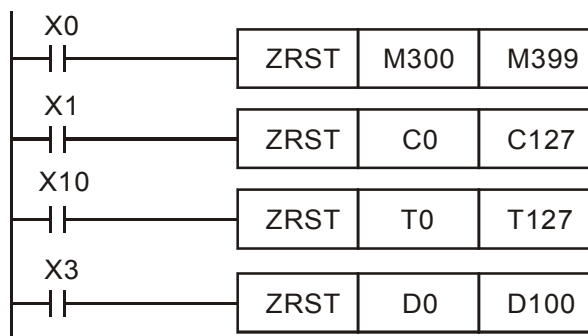 X0
ZRST M300 M399
X1
ZRST C0 C127
X10
ZRST T0 T127
X3
ZRST D0 D100